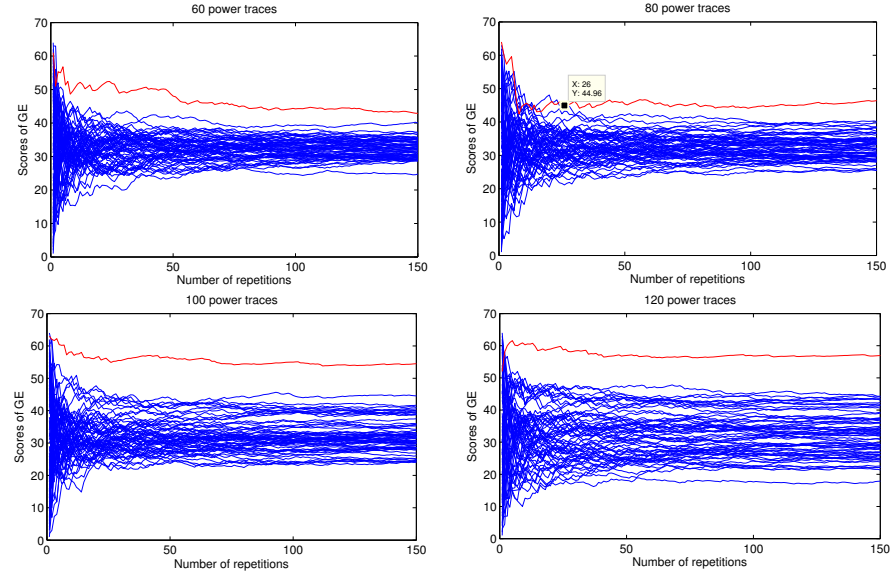 60 power traces
70
60
50
40
30
20
10
0
Scores of GE
0 50 100 150
Number of repetitions
80 power traces
70
60
50
40
30
20
10
0
Scores of GE
X: 26
Y: 44.96
0 50 100 150
Number of repetitions
100 power traces
70
60
50
40
30
20
10
0
Scores of GE
0 50 100 150
Number of repetitions
120 power traces
70
60
50
40
30
20
10
0
Scores of GE
0 50 100 150
Number of repetitions